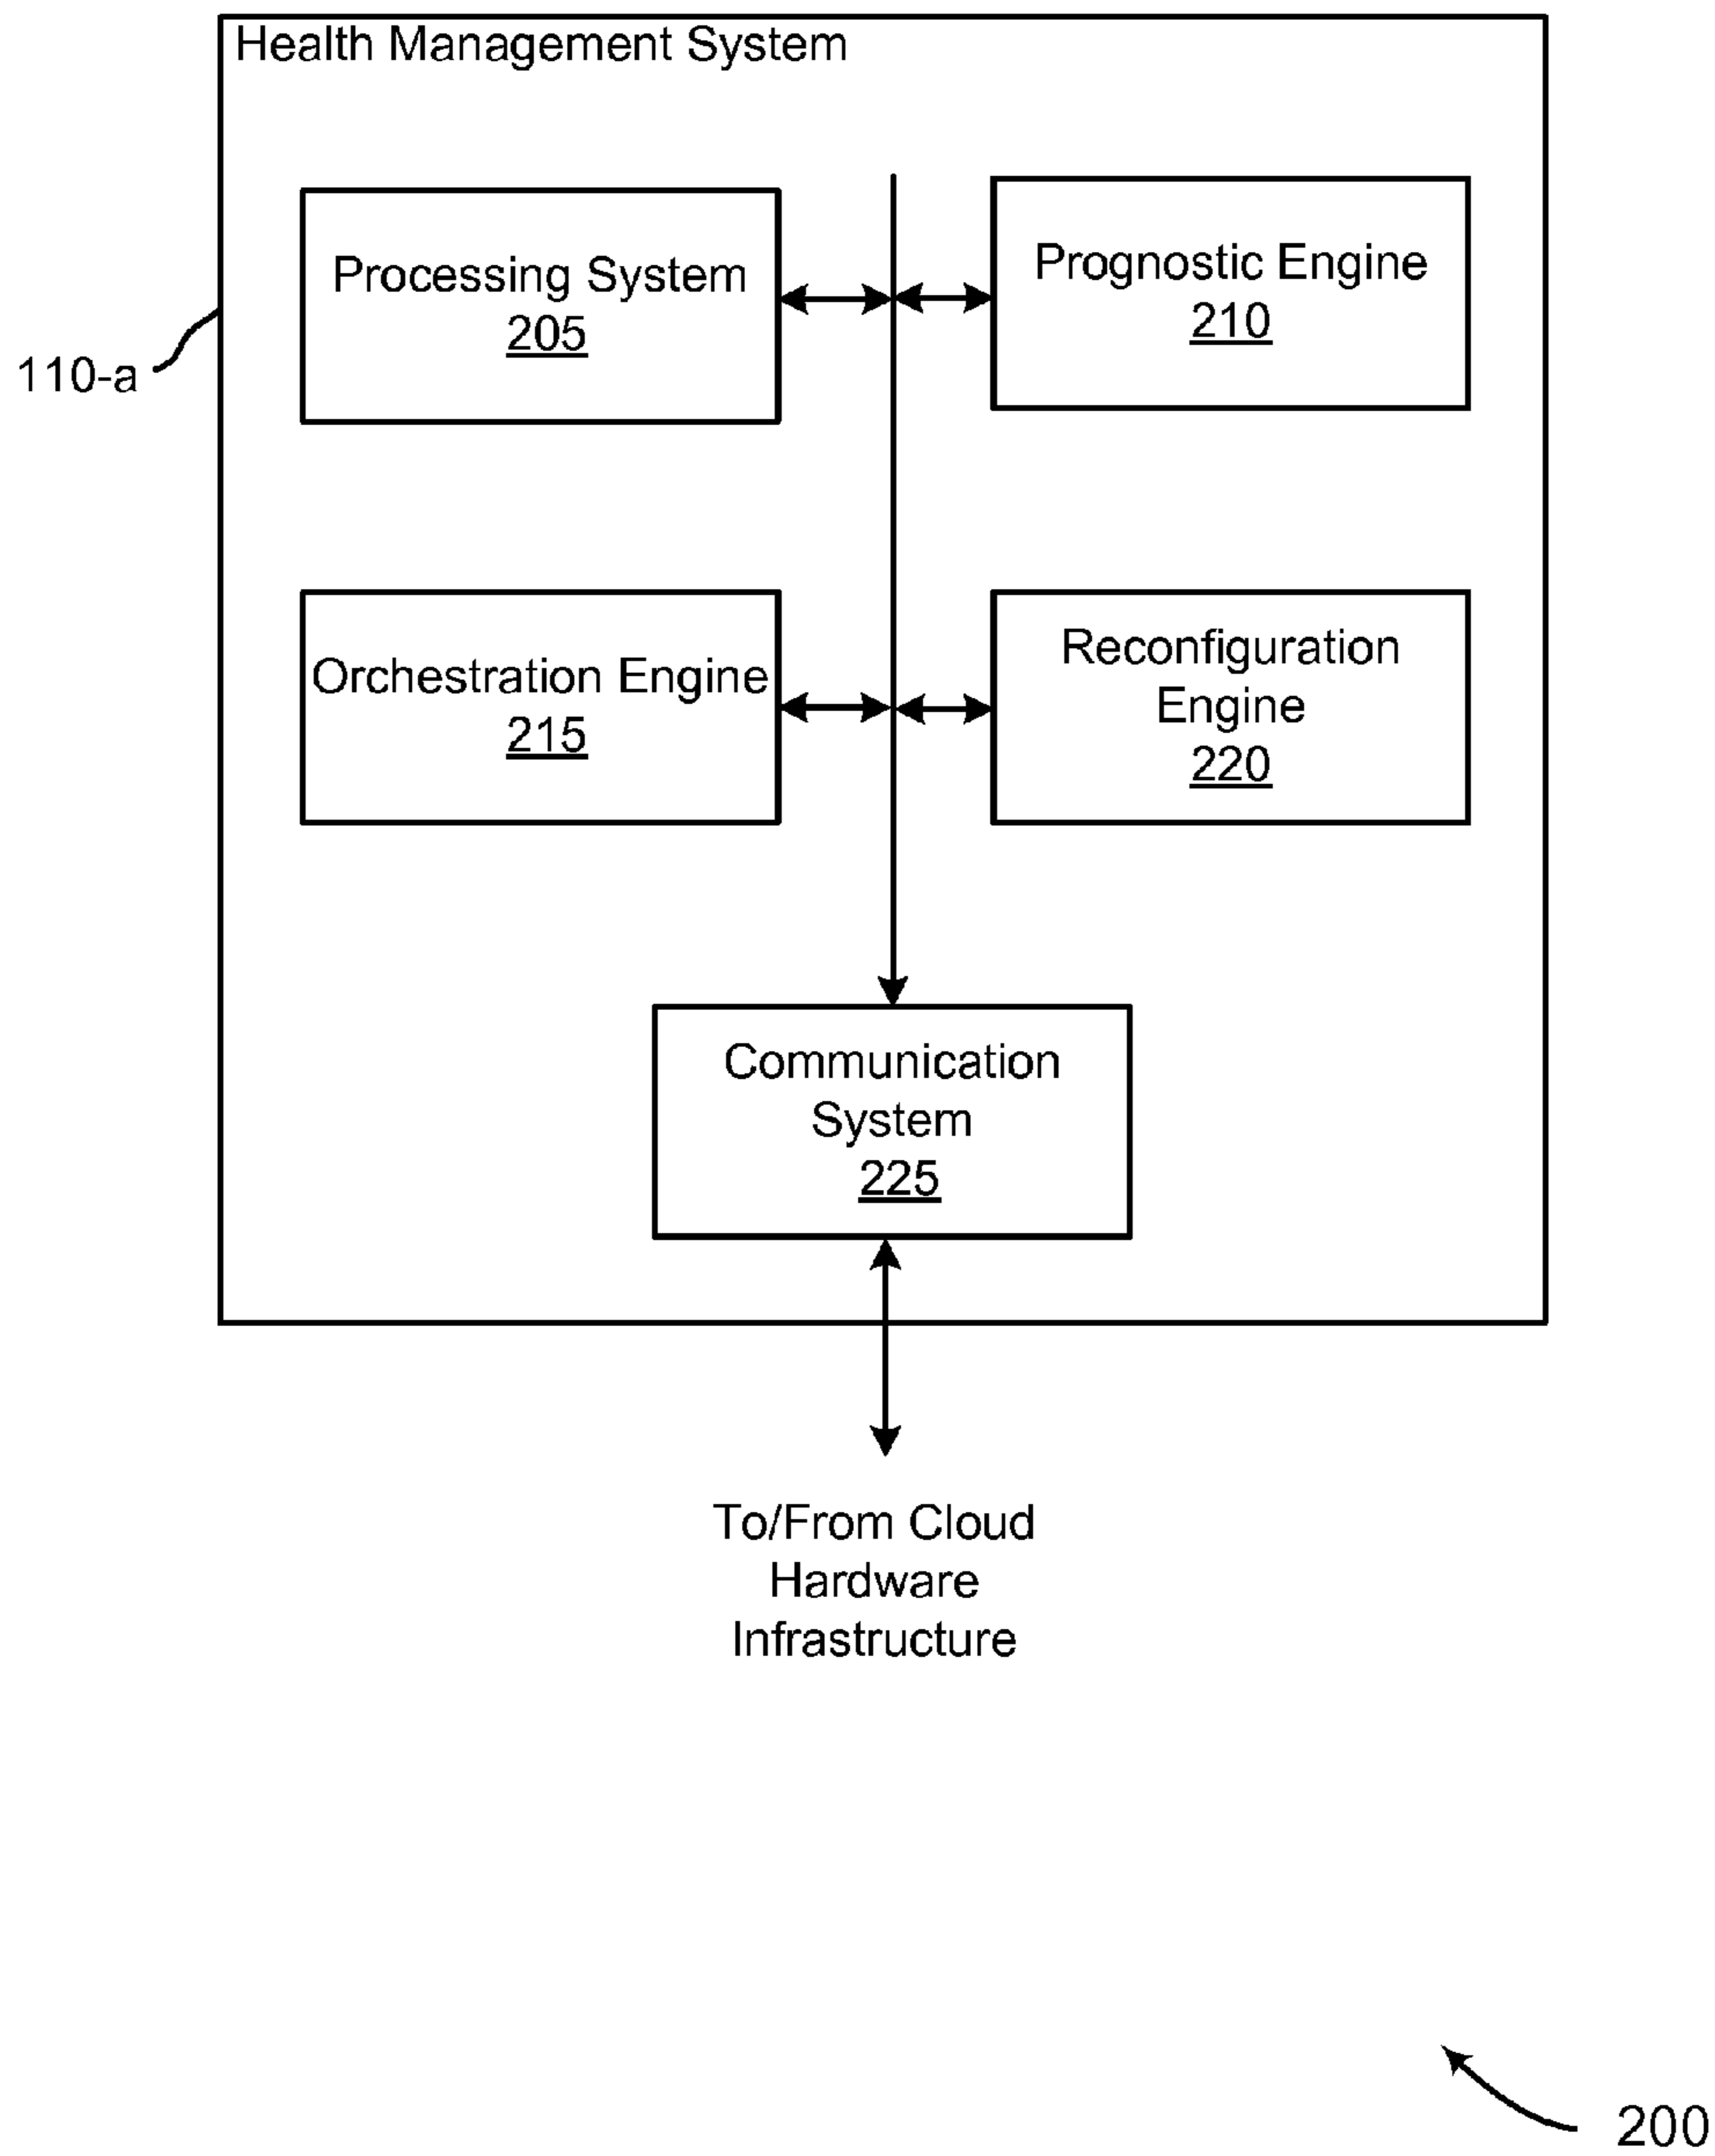 Health Management System
Processing System
205
Prognostic Engine
210
110-a
Orchestration Engine
215
Reconfiguration
Engine
220
Communication
System
225
To/From Cloud
Hardware
Infrastructure
200